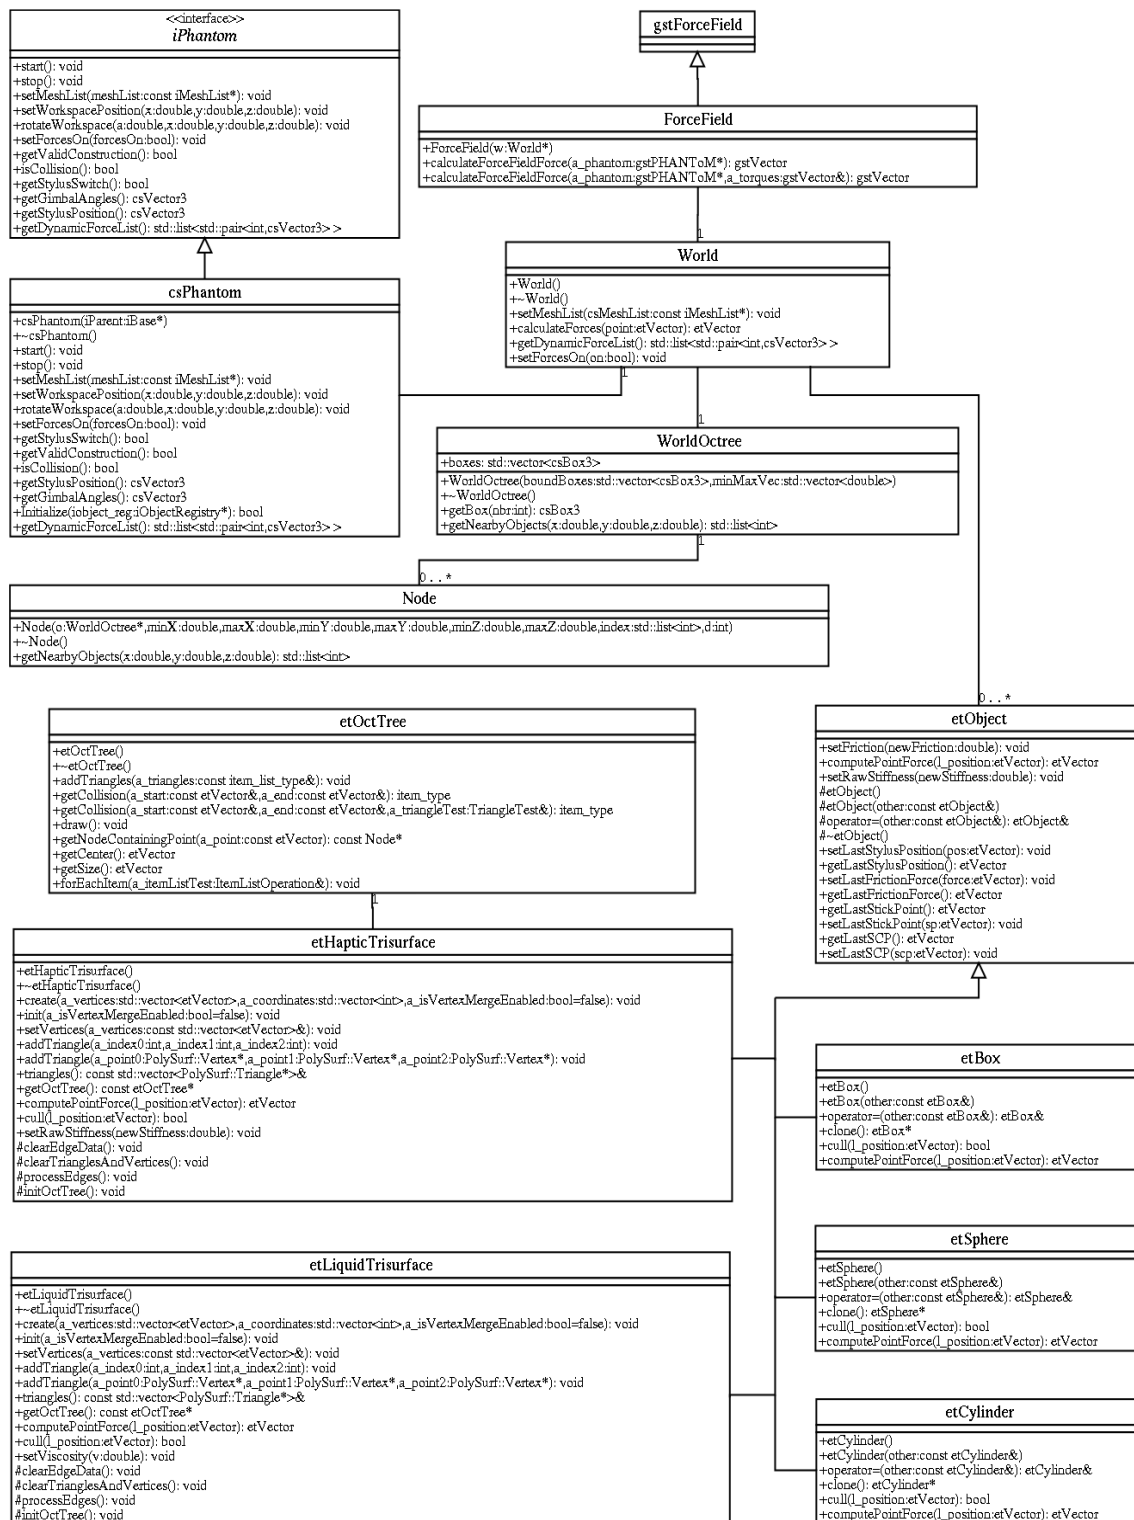 <<interface>>
iPhantom
+start(): void
+stop(): void
+setMeshList(meshList:const iMeshList*): void
+setWorkspacePosition(x:double,y:double,z:double): void
+rotateWorkspace(a:double,x:double,y:double,z:double): void
+setForcesOn(forcesOn:bool): void
+getValidConstruction(): bool
+isCollision(): bool
+getStylusSwitch(): bool
+getGimbalAngles(): csVector3
+getStylusPosition(): csVector3
+getDynamicForceList(): std::list<std::pair<int,csVector3> >
gstForceField
ForceField
+ForceField(w:World*)
+calculateForceFieldForce(a_phantom:gstPHANToM*): gstVector
+calculateForceFieldForce(a_phantom:gstPHANToM*,a_torques:gstVector&): gstVector
1
World
+World()
+~World()
+setMeshList(csMeshList:const iMeshList*): void
+calculateForces(point:etVector): etVector
+getDynamicForceList(): std::list<std::pair<int,csVector3> >
+setForcesOn(on:bool): void
1
csPhantom
+csPhantom(iParent:iBase*)
+~csPhantom()
+start(): void
+stop(): void
+setMeshList(meshList:const iMeshList*): void
+setWorkspacePosition(x:double,y:double,z:double): void
+rotateWorkspace(a:double,x:double,y:double,z:double): void
+setForcesOn(forcesOn:bool): void
+getStylusSwitch(): bool
+getValidConstruction(): bool
+isCollision(): bool
+getStylusPosition(): csVector3
+getGimbalAngles(): csVector3
+Initialize(iobject_reg:iObjectRegistry*): bool
+getDynamicForceList(): std::list<std::pair<int,csVector3> >
1
WorldOctree
+boxes: std::vector<csBox3>
+WorldOctree(boundBoxes:std::vector<csBox3>,minMaxVec:std::vector<double>)
+~WorldOctree()
+getBox(nbr:int): csBox3
+getNearbyObjects(x:double,y:double,z:double): std::list<int>
1
0..*
Node
+Node(o:WorldOctree*,minX:double,maxX:double,minY:double,maxY:double,minZ:double,maxZ:double,index:std::list<int>,d:int)
+~Node()
+getNearbyObjects(x:double,y:double,z:double): std::list<int>
0..*
etObject
+setFriction(newFriction:double): void
+computePointForce(l_position:etVector): etVector
+setRawStiffness(newStiffness:double): void
#etObject()
#etObject(other:const etObject&)
#operator=(other:const etObject&): etObject&
#~etObject()
+setLastStylusPosition(pos:etVector): void
+getLastStylusPosition(): etVector
+setLastFrictionForce(force:etVector): void
+getLastFrictionForce(): etVector
+getLastStickPoint(): etVector
+setLastStickPoint(sp:etVector): void
+getLastSCP(): etVector
+setLastSCP(scp:etVector): void
etOctTree
+etOctTree()
+~etOctTree()
+addTriangles(a_triangles:const item_list_type&): void
+getCollision(a_start:const etVector&,a_end:const etVector&): item_type
+getCollision(a_start:const etVector&,a_end:const etVector&,a_triangleTest:TriangleTest&): item_type
+draw(): void
+getNodeContainingPoint(a_point:const etVector): const Node*
+getCenter(): etVector
+getSize(): etVector
+forEachItem(a_itemListTest:ItemListOperation&): void
1
etHapticTrisurface
+etHapticTrisurface()
+~etHapticTrisurface()
+create(a_vertices:std::vector<etVector>,a_coordinates:std::vector<int>,a_isVertexMergeEnabled:bool=false): void
+init(a_isVertexMergeEnabled:bool=false): void
+setVertices(a_vertices:const std::vector<etVector>&): void
+addTriangle(a_index0:int,a_index1:int,a_index2:int): void
+addTriangle(a_point0:PolySurf::Vertex*,a_point1:PolySurf::Vertex*,a_point2:PolySurf::Vertex*): void
+triangles(): const std::vector<PolySurf::Triangle*>&
+getOctTree(): const etOctTree*
+computePointForce(l_position:etVector): etVector
+cull(l_position:etVector): bool
+setRawStiffness(newStiffness:double): void
#clearEdgeData(): void
#clearTrianglesAndVertices(): void
#processEdges(): void
#initOctTree(): void
etBox
+etBox()
+etBox(other:const etBox&)
+operator=(other:const etBox&): etBox&
+clone(): etBox*
+cull(l_position:etVector): bool
+computePointForce(l_position:etVector): etVector
etSphere
+etSphere()
+etSphere(other:const etSphere&)
+operator=(other:const etSphere&): etSphere&
+clone(): etSphere*
+cull(l_position:etVector): bool
+computePointForce(l_position:etVector): etVector
etLiquidTrisurface
+etLiquidTrisurface()
+~etLiquidTrisurface()
+create(a_vertices:std::vector<etVector>,a_coordinates:std::vector<int>,a_isVertexMergeEnabled:bool=false): void
+init(a_isVertexMergeEnabled:bool=false): void
+setVertices(a_vertices:const std::vector<etVector>&): void
+addTriangle(a_index0:int,a_index1:int,a_index2:int): void
+addTriangle(a_point0:PolySurf::Vertex*,a_point1:PolySurf::Vertex*,a_point2:PolySurf::Vertex*): void
+triangles(): const std::vector<PolySurf::Triangle*>&
+getOctTree(): const etOctTree*
+computePointForce(l_position:etVector): etVector
+cull(l_position:etVector): bool
+setViscosity(v:double): void
#clearEdgeData(): void
#clearTrianglesAndVertices(): void
#processEdges(): void
#initOctTree(): void
etCylinder
+etCylinder()
+etCylinder(other:const etCylinder&)
+operator=(other:const etCylinder&): etCylinder&
+clone(): etCylinder*
+cull(l_position:etVector): bool
+computePointForce(l_position:etVector): etVector